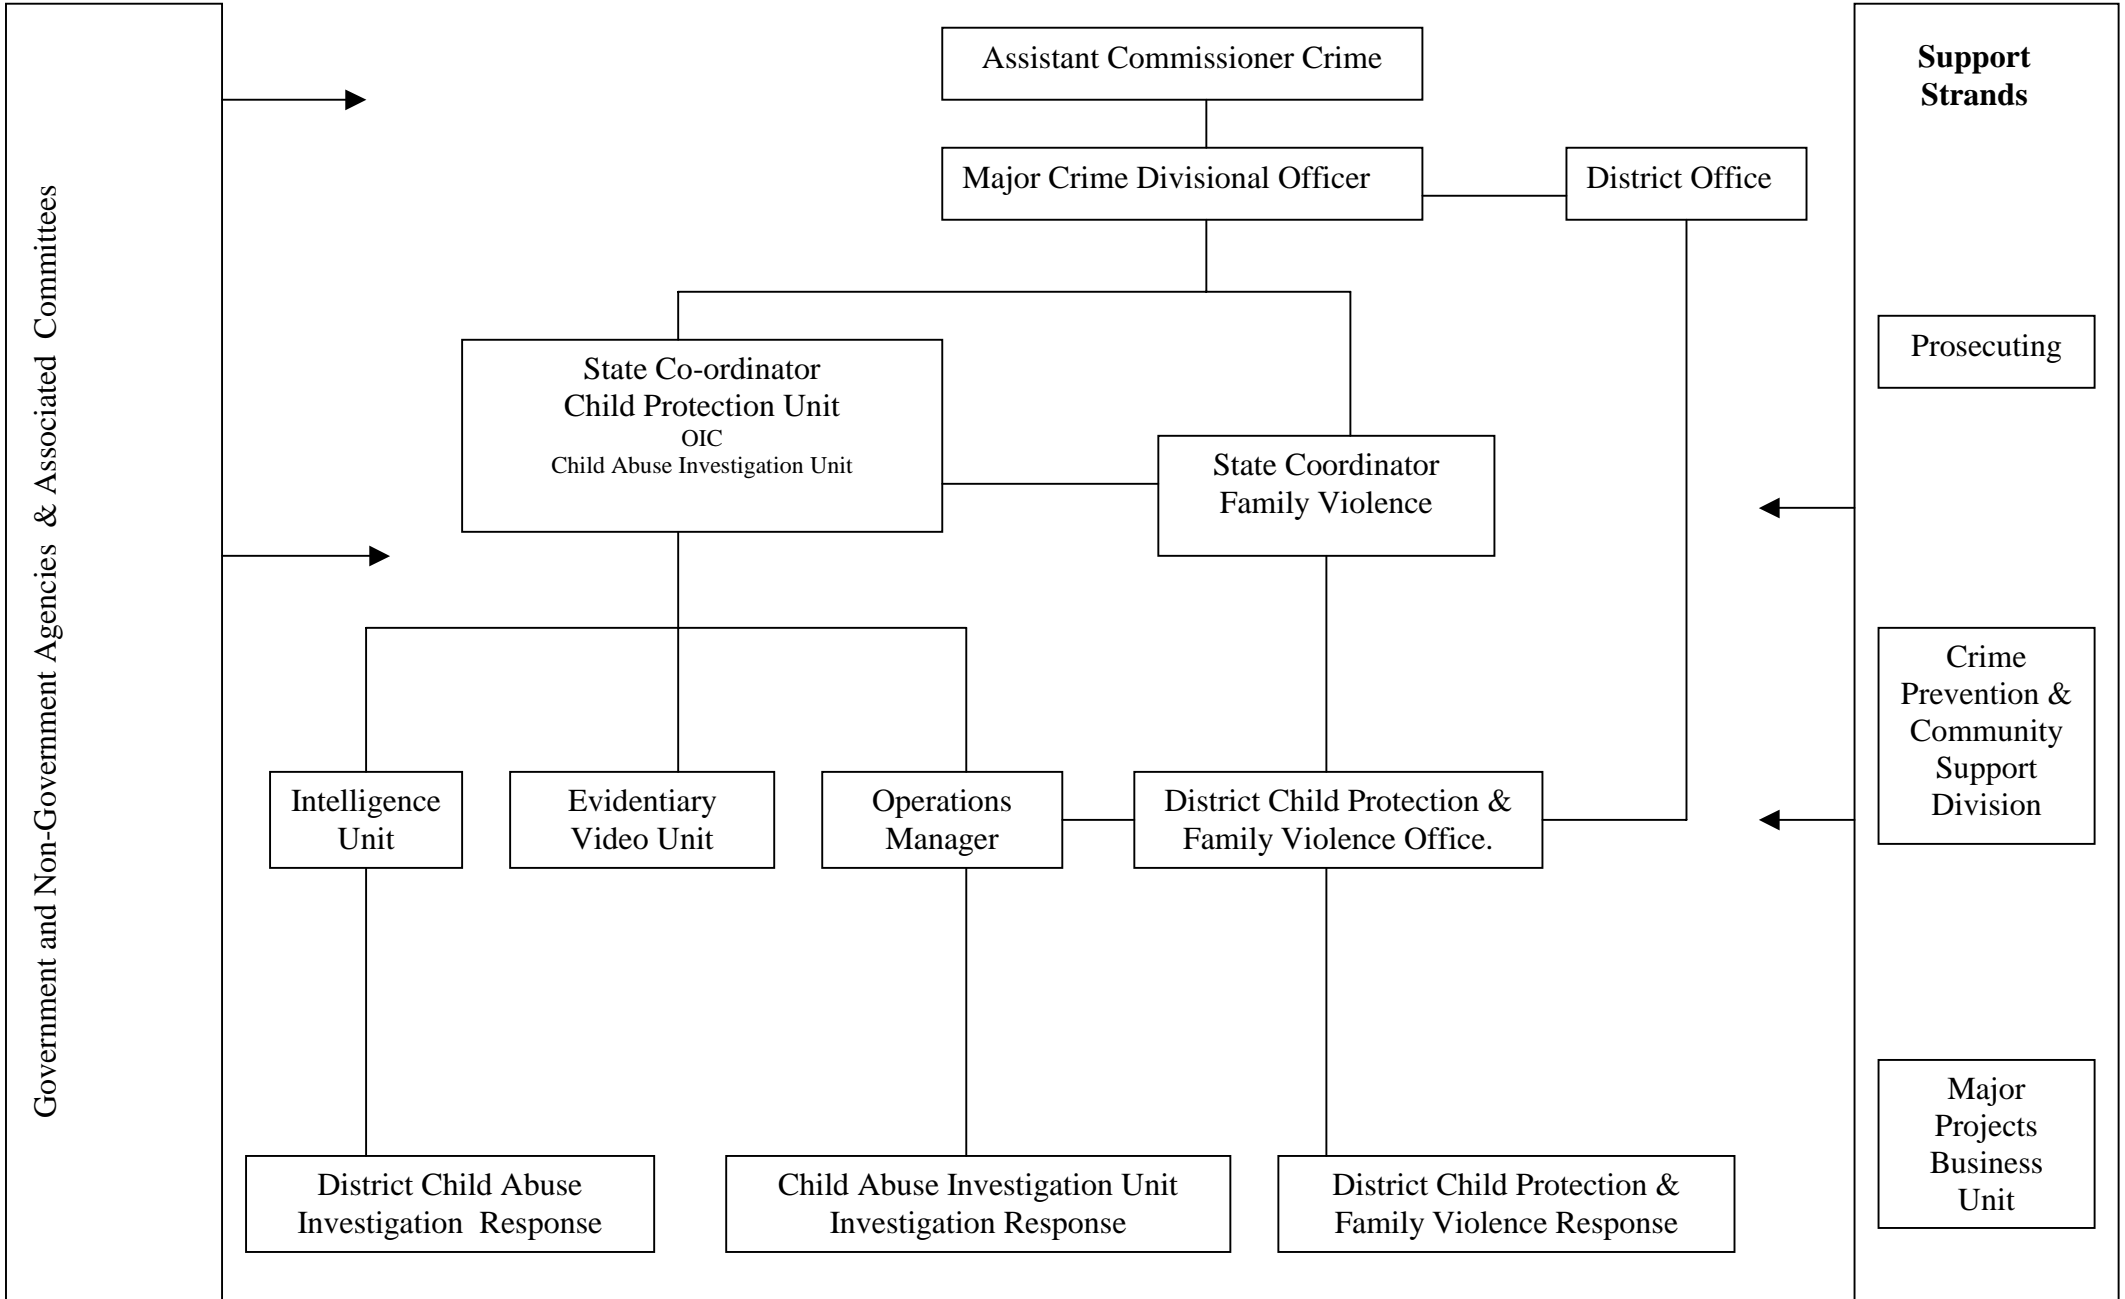 Government and Non-Government Agencies & Associated Committees
Assistant Commissioner Crime
Major Crime Divisional Officer
District Office
State Co-ordinator
Child Protection Unit
OIC
Child Abuse Investigation Unit
State Coordinator
Family Violence
Intelligence
Unit
Evidentiary
Video Unit
Operations
Manager
District Child Protection &
Family Violence Office.
District Child Abuse
Investigation Response
Child Abuse Investigation Unit
Investigation Response
District Child Protection &
Family Violence Response
Support
Strands
Prosecuting
Crime
Prevention &
Community
Support
Division
Major
Projects
Business
Unit